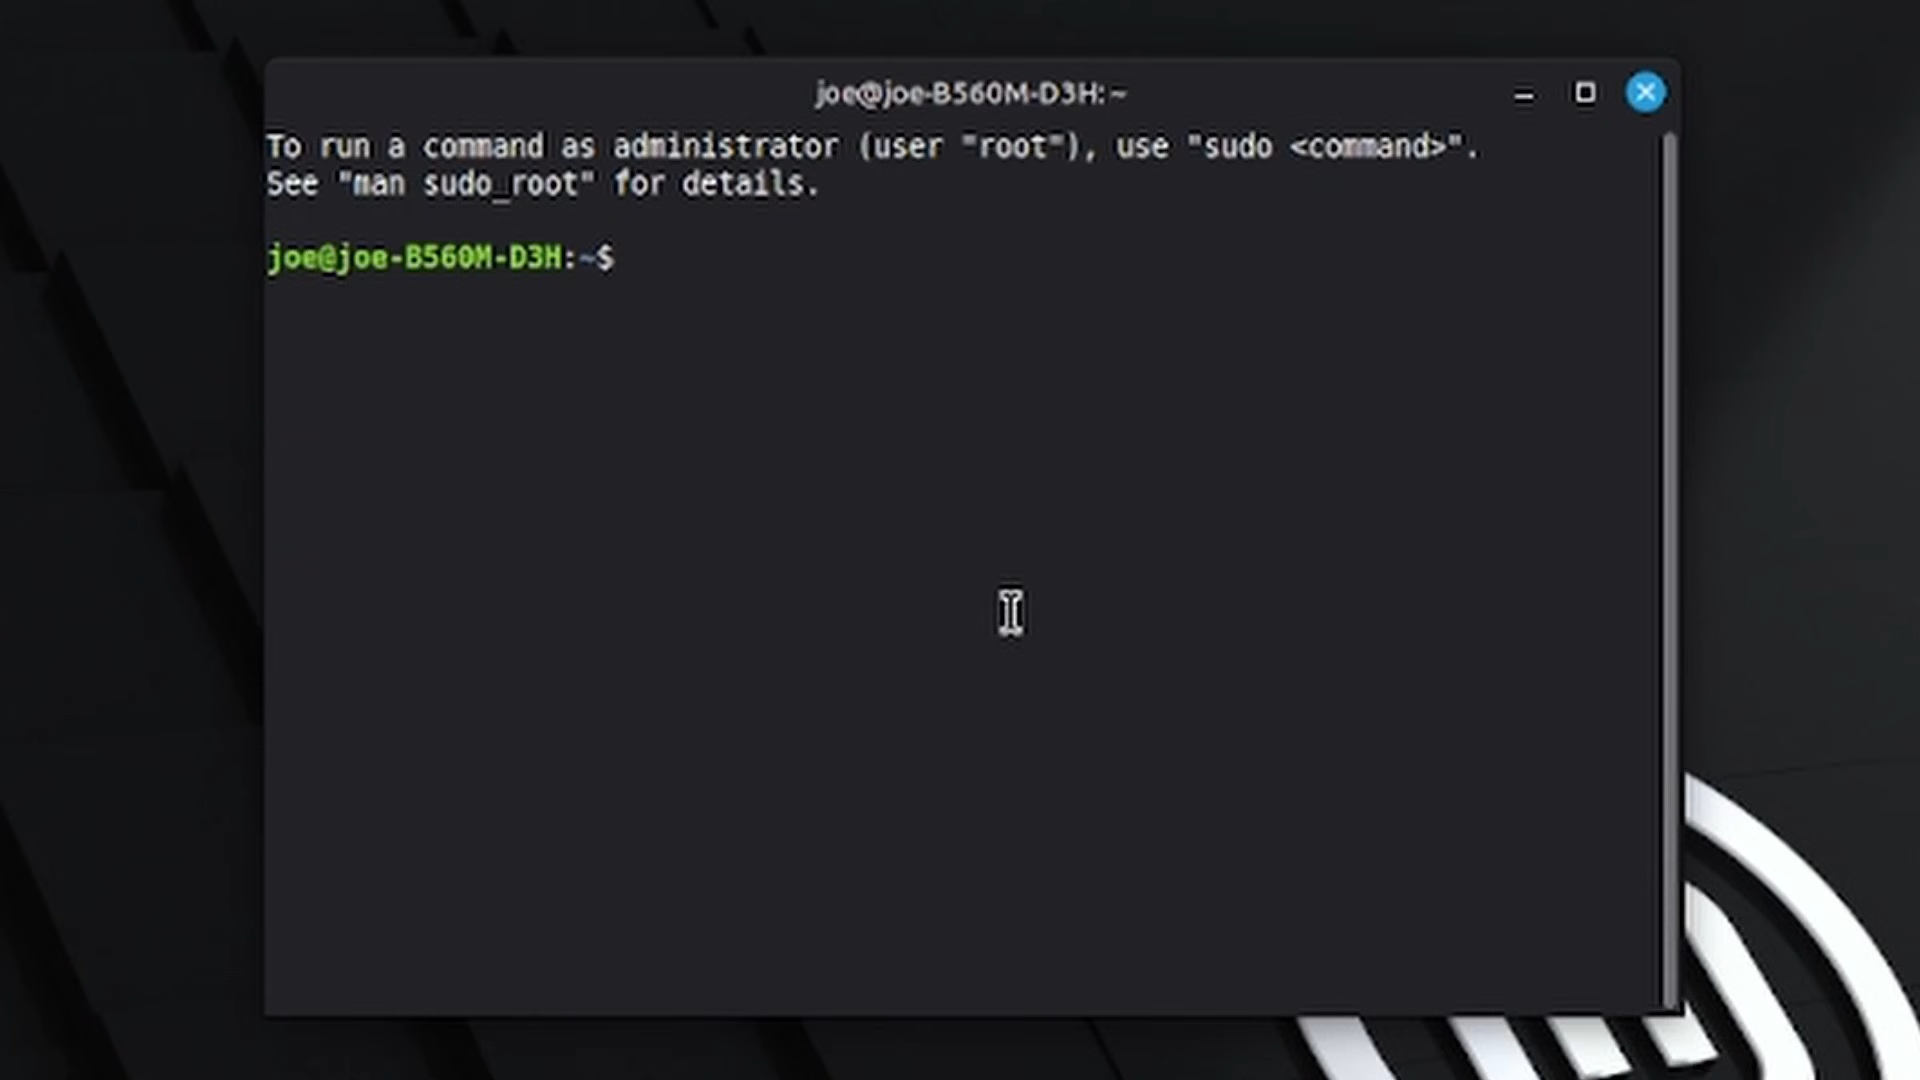 joe@joe-B560M-D3H: ~
To run a command as administrator (user "root"), use "sudo <command>".
See "man sudo_root" for details.
joe@joe-B560M-D3H:~$